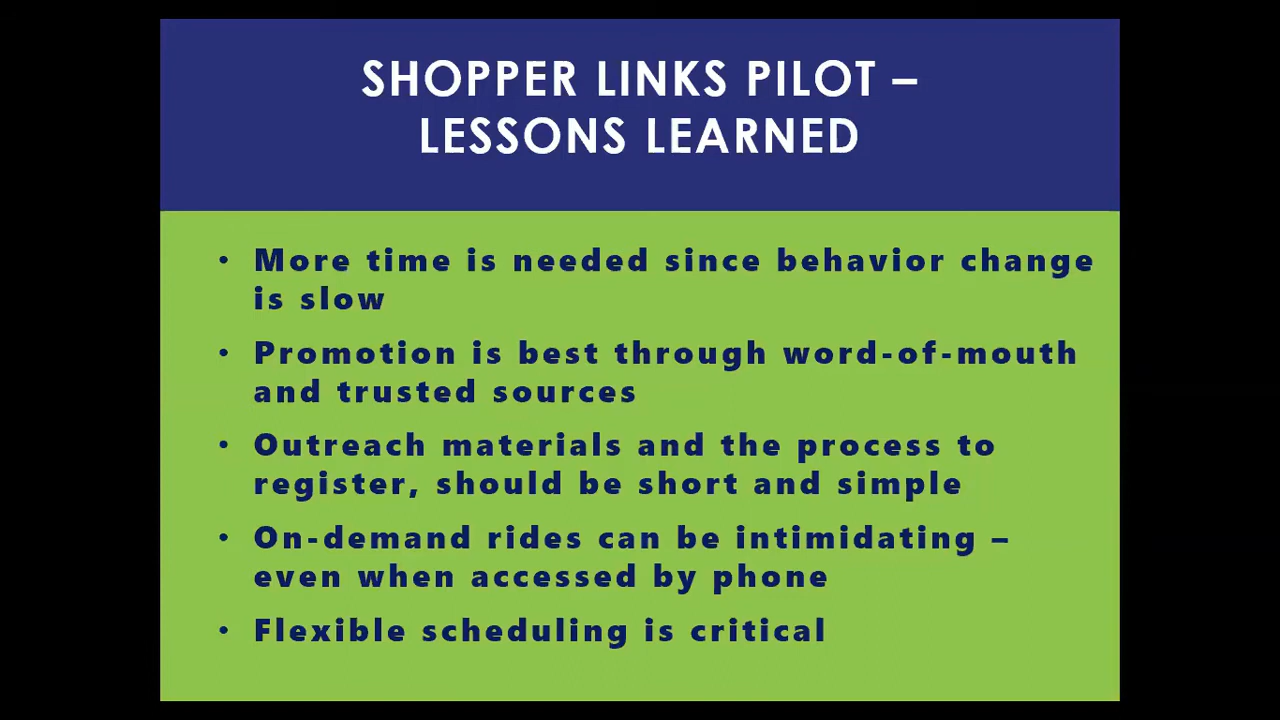 SHOPPER LINKS PILOT –
LESSONS LEARNED
• More time is needed since behavior change
is slow
• Promotion is best through word-of-mouth
and trusted sources
• Outreach materials and the process to
register, should be short and simple
• On-demand rides can be intimidating –
even when accessed by phone
• Flexible scheduling is critical